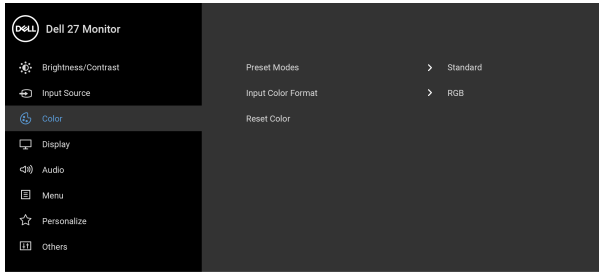 DELL Dell 27 Monitor
Brightness/Contrast
Preset Modes > Standard
Input Source
Input Color Format > RGB
Color
Reset Color
Display
Audio
Menu
Personalize
Others